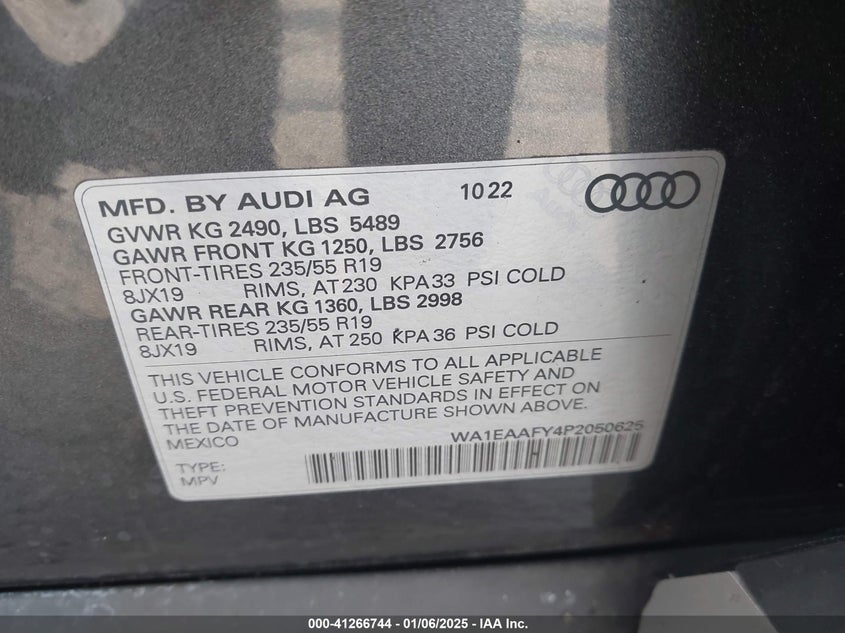 MFD. BY AUDI AG 10 22
GVWR KG 2490, LBS 5489
GAWR FRONT KG 1250, LBS 2756
FRONT-TIRES 235/55 R19
8JX19 RIMS, AT 230 KPA 33 PSI COLD
GAWR REAR KG 1360, LBS 2998
REAR-TIRES 235/55 R19
8JX19 RIMS, AT 250 KPA 36 PSI COLD
THIS VEHICLE CONFORMS TO ALL APPLICABLE
U.S. FEDERAL MOTOR VEHICLE SAFETY AND
THEFT PREVENTION STANDARDS IN EFFECT ON
THE DATE OF MANUFACTURE SHOWN ABOVE.
MEXICO WA1EAAFY4P2050625
TYPE:
MPV
000-41266744 | 01/06/2025 | IAA Inc.